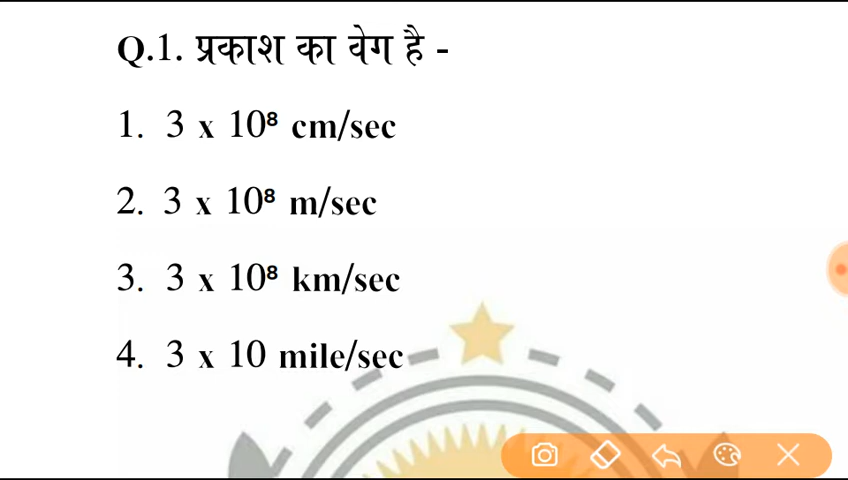 Q.1. प्रकाश का वेग है -
1. 3 x 10⁸ cm/sec
2. 3 x 10⁸ m/sec
3. 3 x 10⁸ km/sec
4. 3 x 10 mile/sec